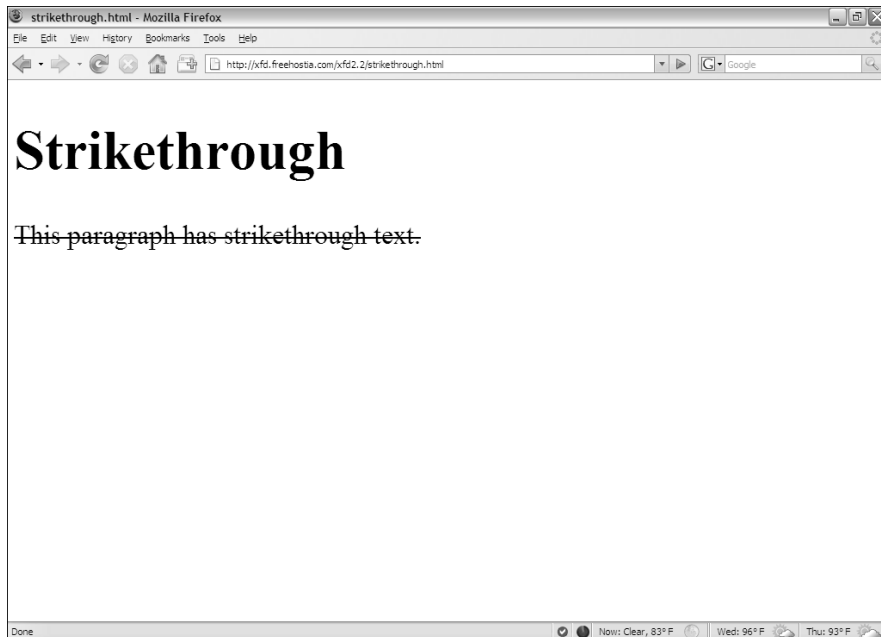 strikethrough.html - Mozilla Firefox
File Edit View History Bookmarks Tools Help
http://xfd.freehostia.com/xfd2.2/strikethrough.html G Google
Strikethrough
This paragraph has strikethrough text.
Done Now: Clear, 83° F Wed: 96° F Thu: 93° F